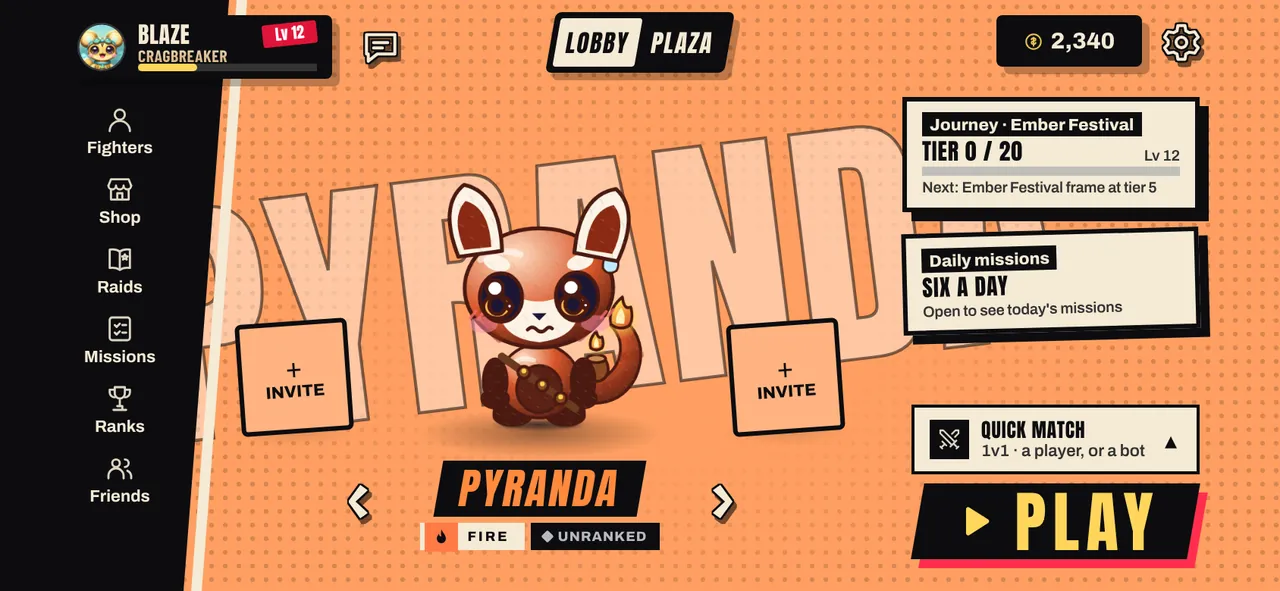 BLAZE
Lv 12
CRAGBREAKER
LOBBY
PLAZA
2,340
Fighters
Shop
Raids
Missions
Ranks
Friends
PYRANDA
Journey · Ember Festival
TIER 0 / 20
Lv 12
Next: Ember Festival frame at tier 5
Daily missions
SIX A DAY
Open to see today's missions
+
INVITE
+
INVITE
QUICK MATCH
1v1 · a player, or a bot
PYRANDA
FIRE
UNRANKED
PLAY